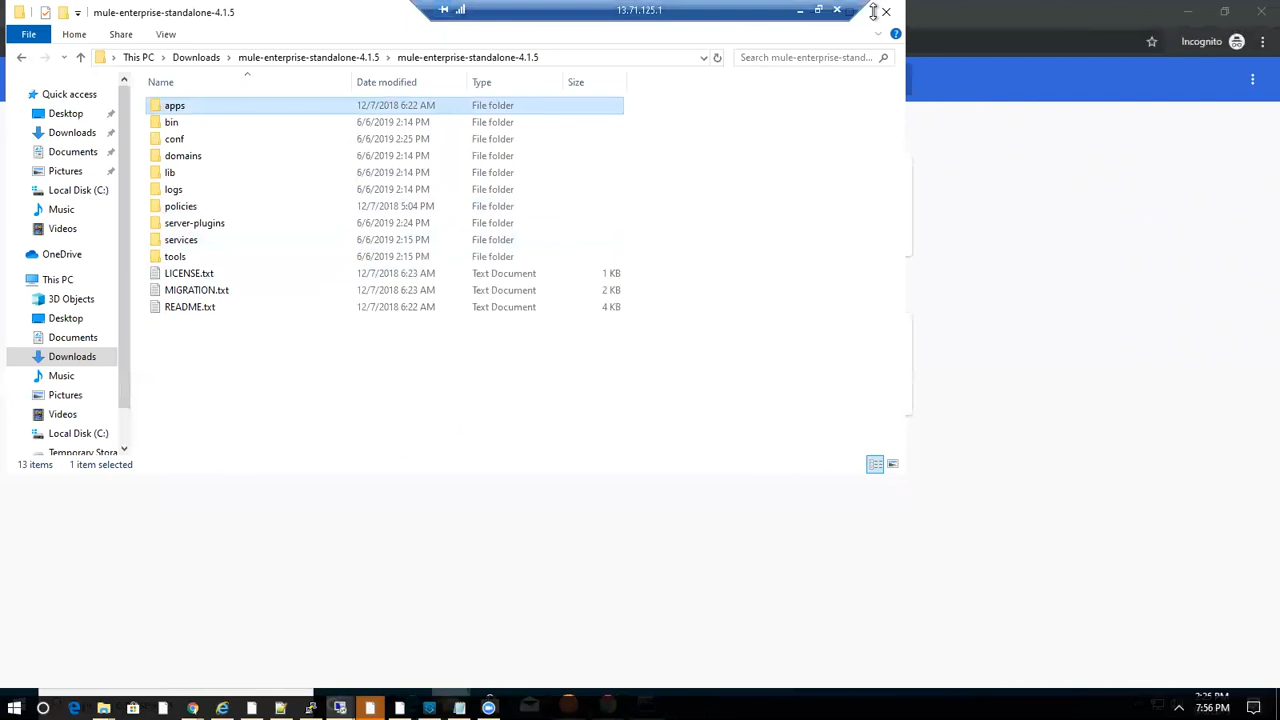 mule-enterprise-standalone-4.1.5
13.71.125.1
File Home Share View
This PC Downloads mule-enterprise-standalone-4.1.5 mule-enterprise-standalone-4.1.5
Search mule-enterprise-stand...
Incognito
Name Date modified Type Size
Quick access
Desktop
Downloads
Documents
Pictures
Local Disk (C:)
Music
Videos
OneDrive
This PC
3D Objects
Desktop
Documents
Downloads
Music
Pictures
Videos
Local Disk (C:)
Temporary Stora
apps 12/7/2018 6:22 AM File folder
bin 6/6/2019 2:14 PM File folder
conf 6/6/2019 2:25 PM File folder
domains 6/6/2019 2:14 PM File folder
lib 6/6/2019 2:14 PM File folder
logs 6/6/2019 2:14 PM File folder
policies 12/7/2018 5:04 PM File folder
server-plugins 6/6/2019 2:24 PM File folder
services 6/6/2019 2:15 PM File folder
tools 6/6/2019 2:15 PM File folder
LICENSE.txt 12/7/2018 6:23 AM Text Document 1 KB
MIGRATION.txt 12/7/2018 6:23 AM Text Document 2 KB
README.txt 12/7/2018 6:22 AM Text Document 4 KB
13 items 1 item selected
7:56 PM